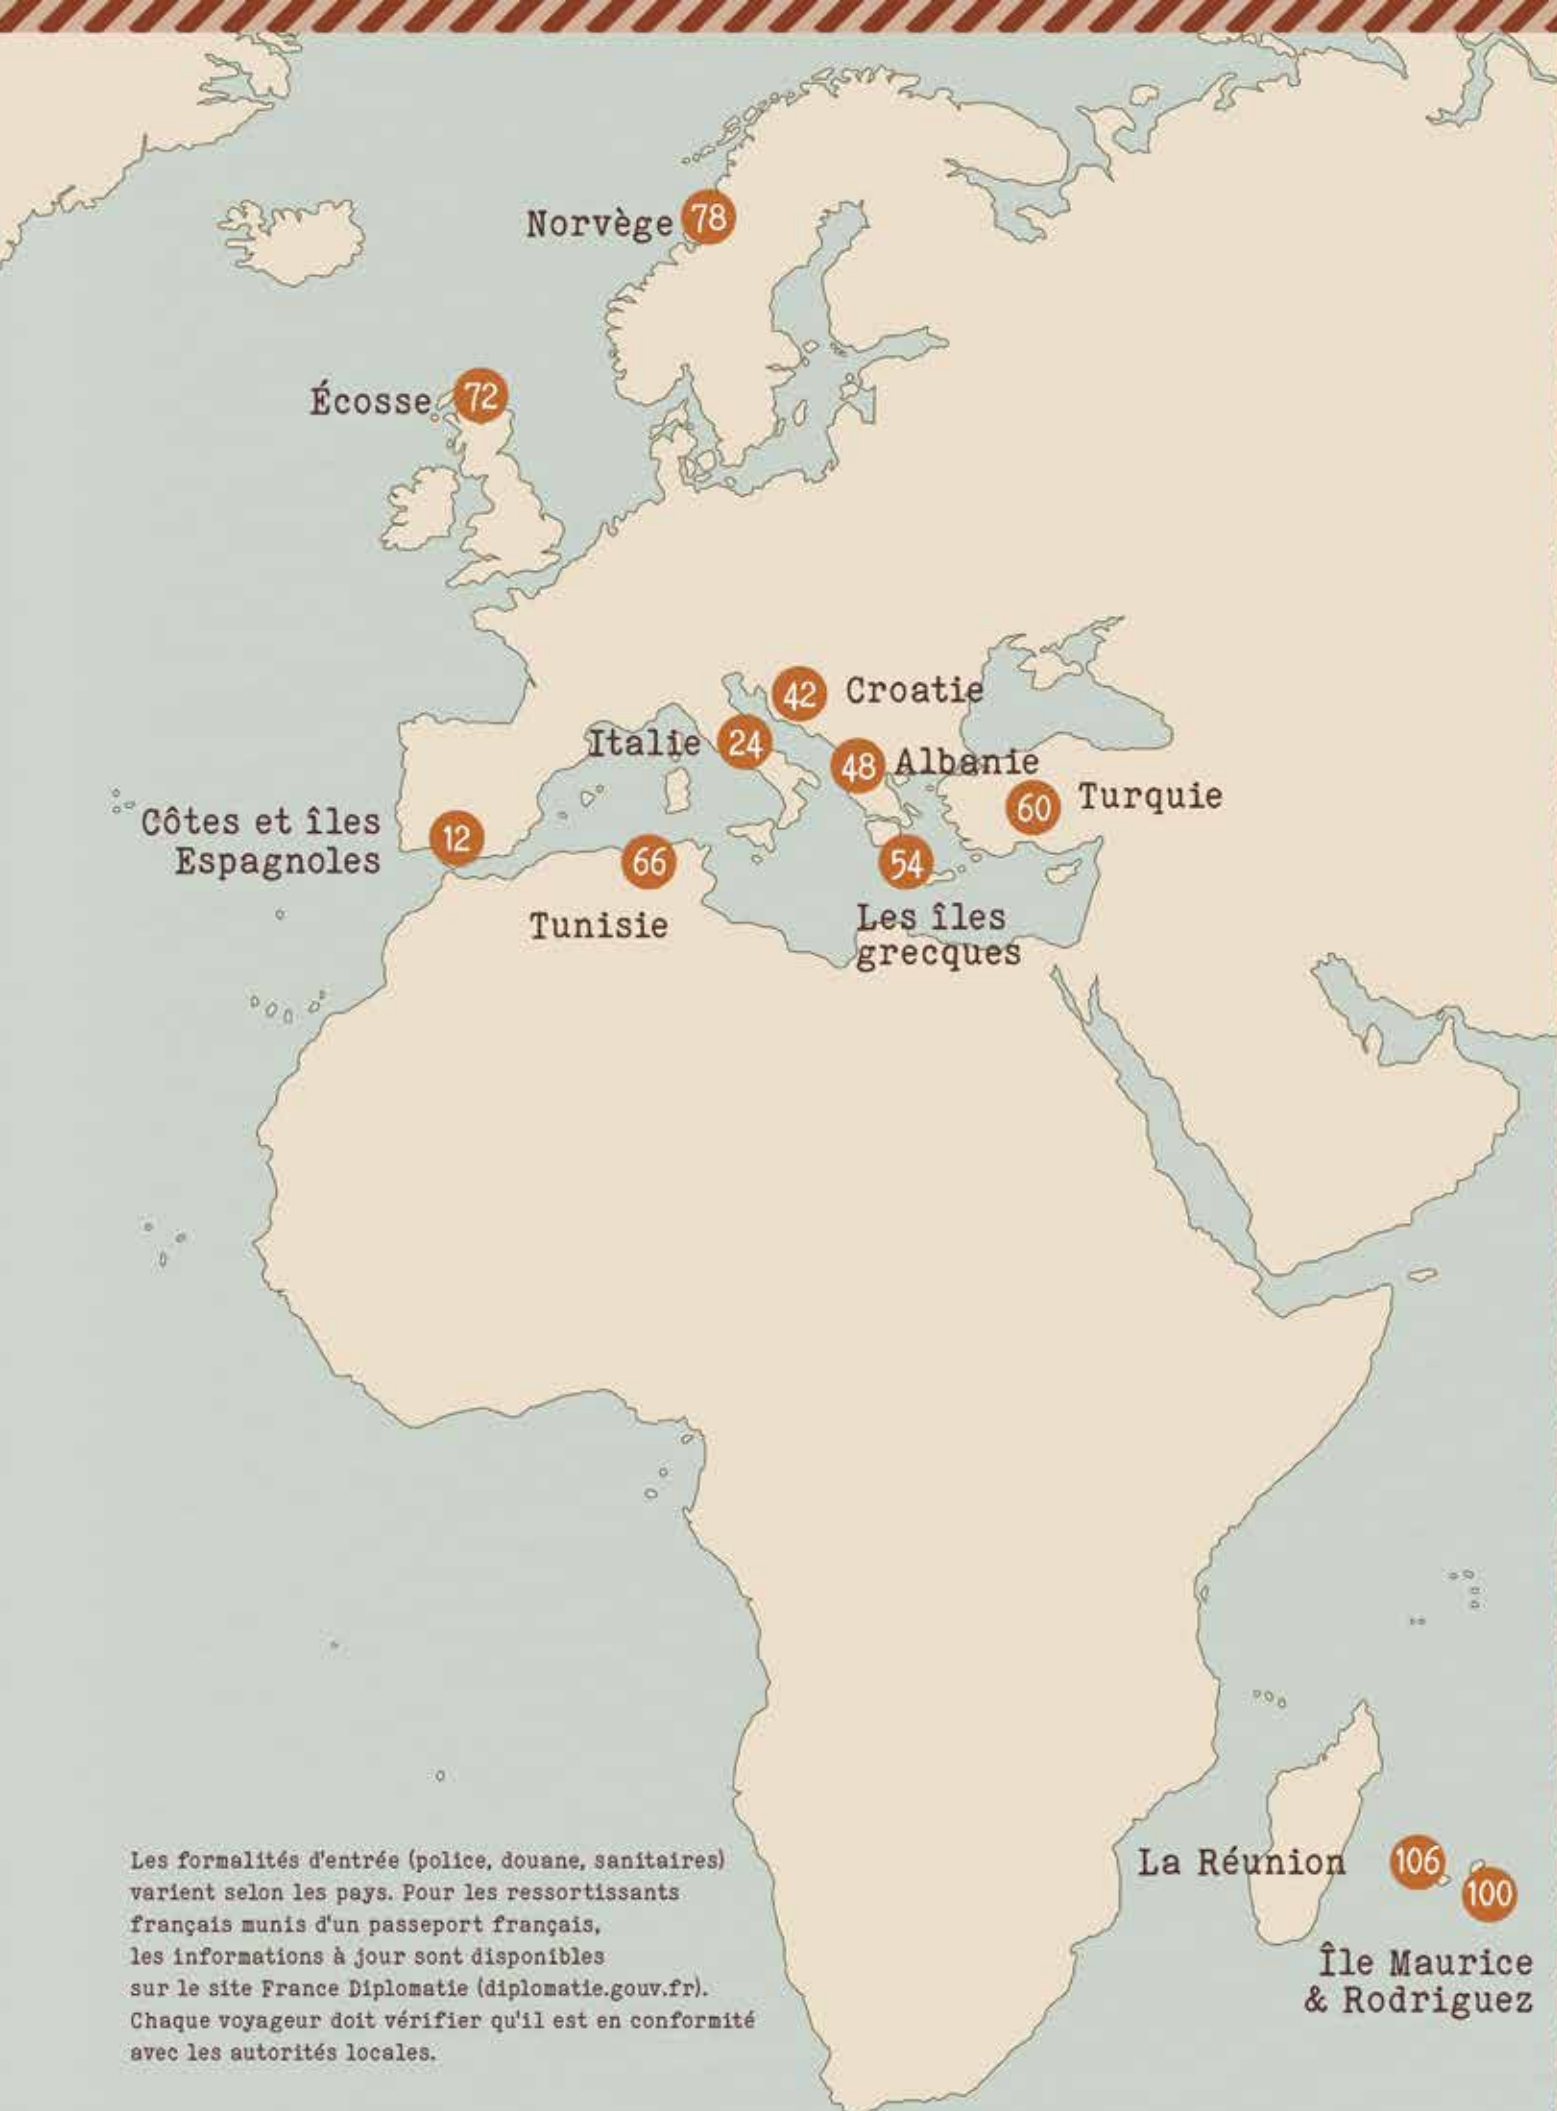 Norvège 78
Écosse 72
42 Croatie
Italie 24
48 Albanie
60 Turquie
Côtes et îles
Espagnoles
12
66
Tunisie
54
Les îles
grecques
Les formalités d'entrée (police, douane, sanitaires)
varient selon les pays. Pour les ressortissants
français munis d'un passeport français,
les informations à jour sont disponibles
sur le site France Diplomatie (diplomatie.gouv.fr).
Chaque voyageur doit vérifier qu'il est en conformité
avec les autorités locales.
La Réunion 106
100
Île Maurice
& Rodriguez